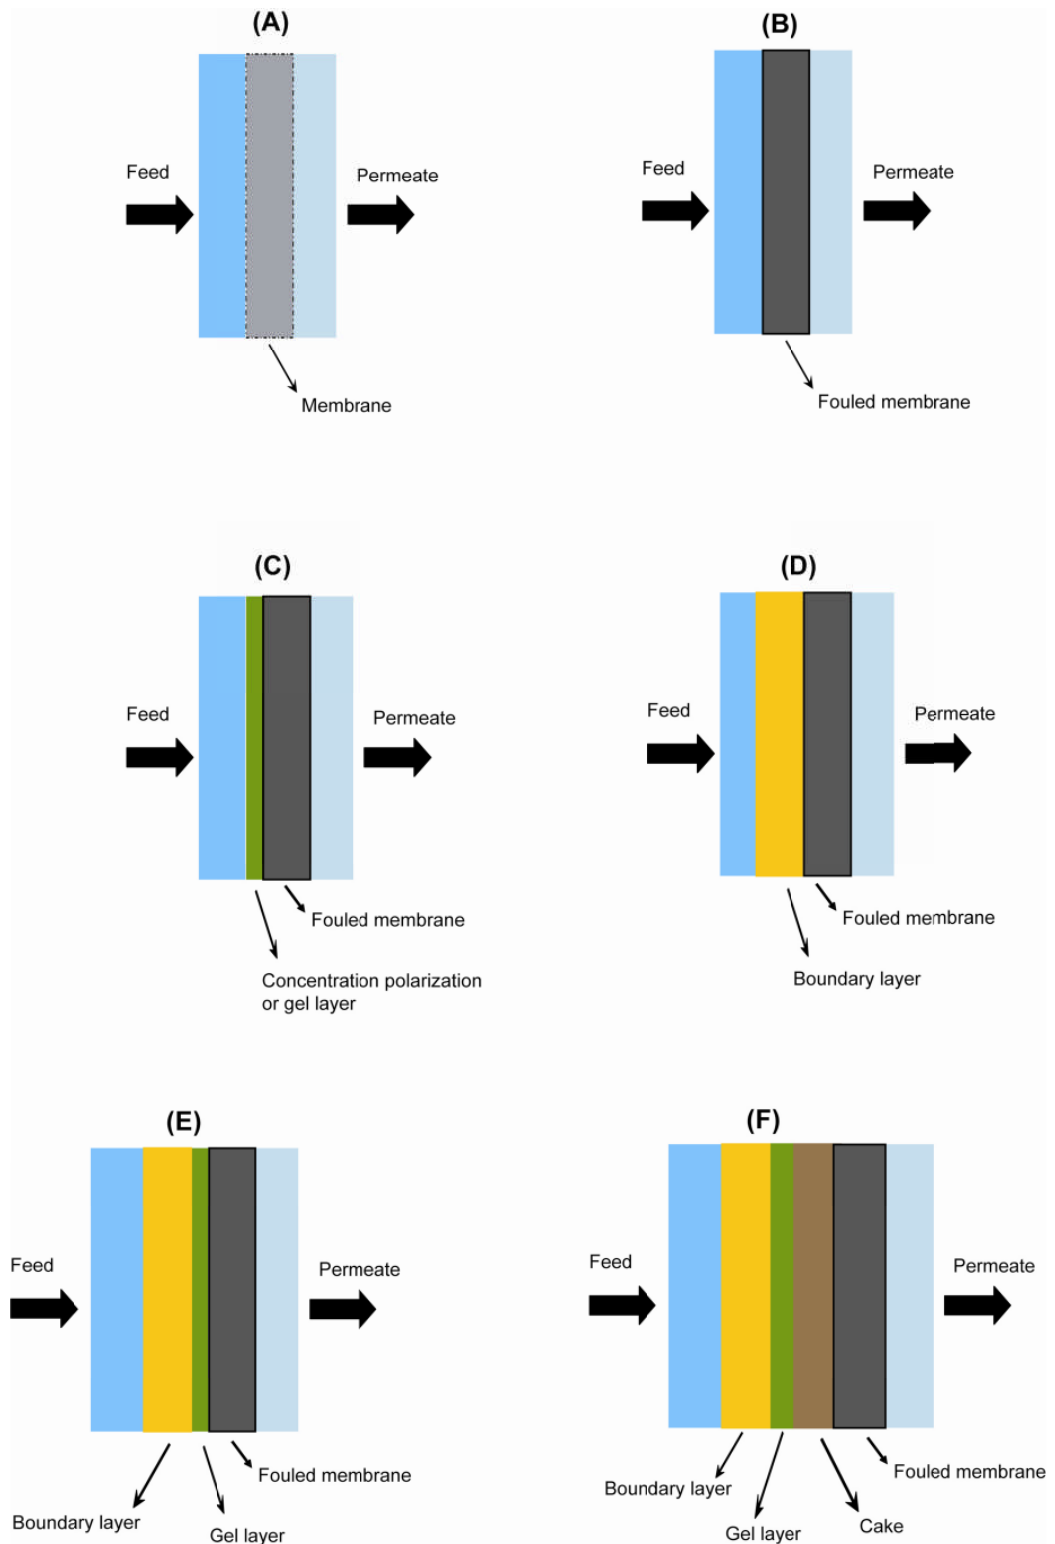 (A)
Feed
Permeate
Membrane
(B)
Feed
Permeate
Fouled membrane
(C)
Feed
Permeate
Fouled membrane
Concentration polarization
or gel layer
(D)
Feed
Permeate
Fouled membrane
Boundary layer
(E)
Feed
Permeate
Fouled membrane
Boundary layer
Gel layer
(F)
Feed
Permeate
Fouled membrane
Boundary layer
Gel layer
Cake